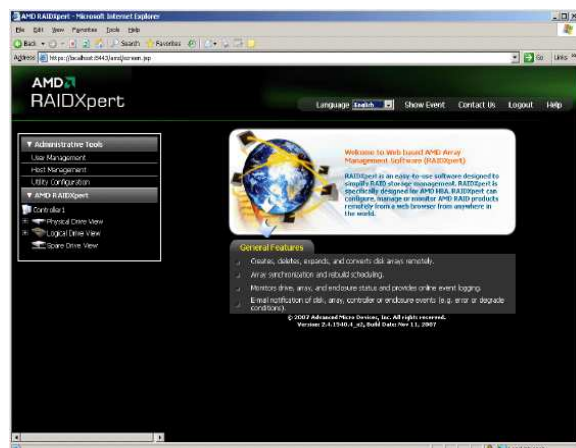 AMD RAIDXpert - Microsoft Internet Explorer
File Edit View Favorites Tools Help
Back Search Favorites
Address https://localhost:8443/amd/screen.jsp Go Links
AMD
RAIDXpert
Language English Show Event Contact Us Logout Help
Administrative Tools
User Management
Host Management
Utility Configuration
AMD RAIDXpert
Controller1
Physical Drive View
Logical Drive View
Spare Drive View
Welcome to Web based AMD Array
Management Software (RAIDXpert)
RAIDXpert is an easy-to-use software designed to
simplify RAID storage management. RAIDXpert is
specifically designed for AMD HBA. RAIDXpert can
configure, manage or monitor AMD RAID products
remotely from a web browser from anywhere in
the world.
General Features
Creates, deletes, expands, and converts disk arrays remotely.
Array synchronization and rebuild scheduling.
Monitors drive, array, and enclosure status and provides online event logging.
E-mail notification of disk, array, controller or enclosure events (e.g. error or degrade
conditions).
© 2007 Advanced Micro Devices, Inc. All rights reserved.
Version: 2.4.1540.4_x2, Build Date: Nov 11, 2007